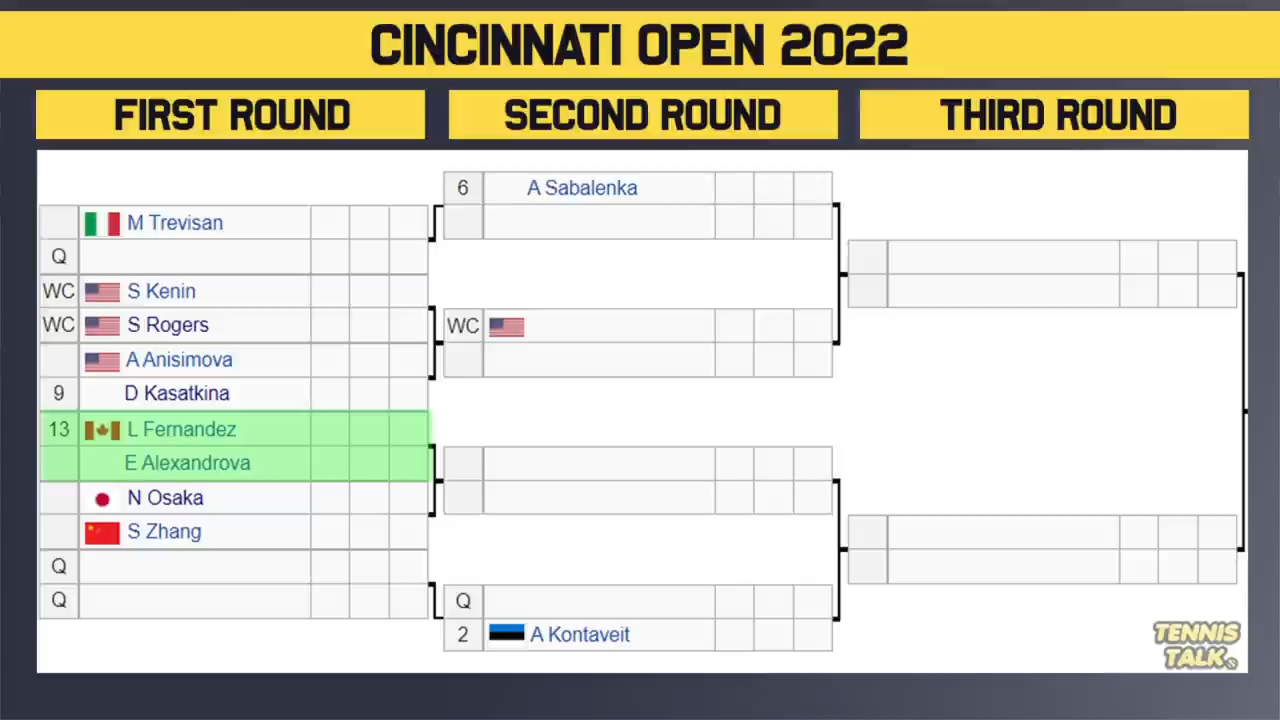 CINCINNATI OPEN 2022
FIRST ROUND
SECOND ROUND
THIRD ROUND
M Trevisan
Q
WC S Kenin
WC S Rogers
A Anisimova
9 D Kasatkina
13 L Fernandez
E Alexandrova
N Osaka
S Zhang
Q
Q
6 A Sabalenka
WC
Q
2 A Kontaveit
TENNIS
TALK